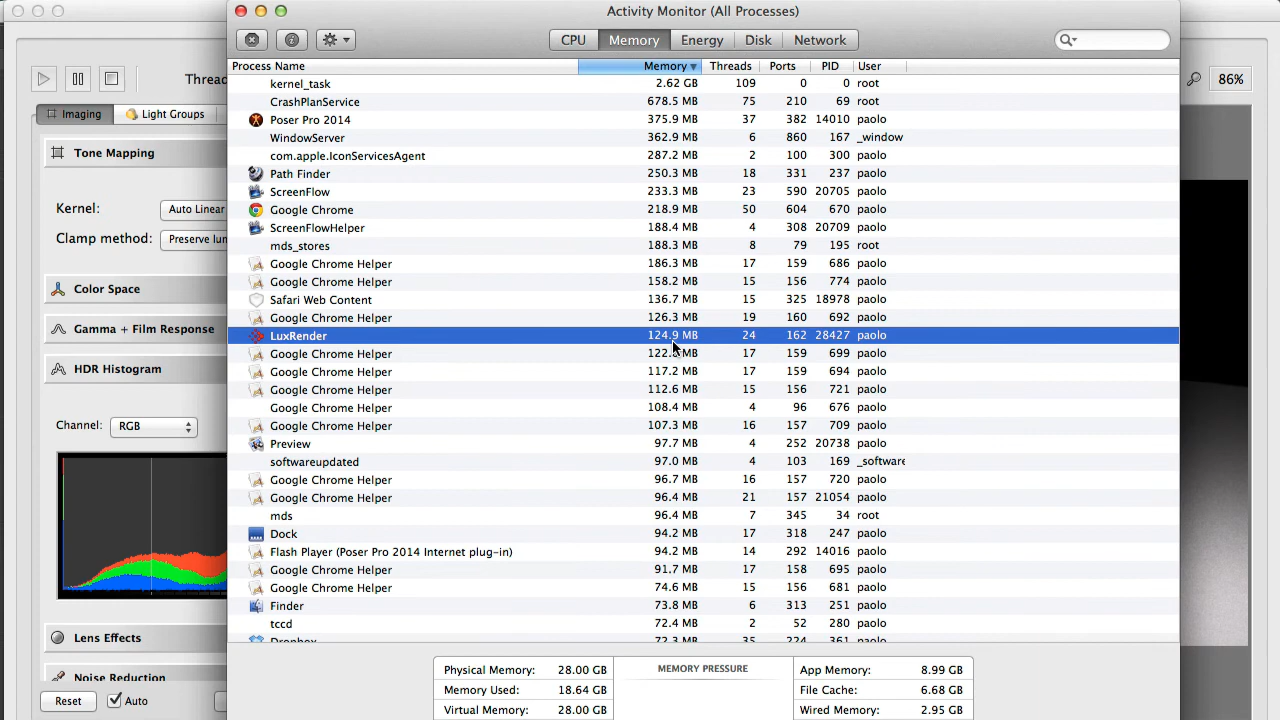 Activity Monitor (All Processes)
CPU Memory Energy Disk Network
Process Name Memory Threads Ports PID User
kernel_task 2.62 GB 109 0 0 root
CrashPlanService 678.5 MB 75 210 69 root
Poser Pro 2014 375.9 MB 37 382 14010 paolo
WindowServer 362.9 MB 6 860 167 _window
com.apple.IconServicesAgent 287.2 MB 2 100 300 paolo
Path Finder 250.3 MB 18 331 237 paolo
ScreenFlow 233.3 MB 23 590 20705 paolo
Google Chrome 218.9 MB 50 604 670 paolo
ScreenFlowHelper 188.4 MB 4 308 20709 paolo
mds_stores 188.3 MB 8 79 195 root
Google Chrome Helper 186.3 MB 17 159 686 paolo
Google Chrome Helper 158.2 MB 15 156 774 paolo
Safari Web Content 136.7 MB 15 325 18978 paolo
Google Chrome Helper 126.3 MB 19 160 692 paolo
LuxRender 124.9 MB 24 162 28427 paolo
Google Chrome Helper MB 17 159 699 paolo
Google Chrome Helper 117.2 MB 17 159 694 paolo
Google Chrome Helper 112.6 MB 15 156 721 paolo
Google Chrome Helper 108.4 MB 4 96 676 paolo
Google Chrome Helper 107.3 MB 16 157 709 paolo
Preview 97.7 MB 4 252 20738 paolo
softwareupdated 97.0 MB 4 103 169 _software
Google Chrome Helper 96.7 MB 16 157 720 paolo
Google Chrome Helper 96.4 MB 21 157 21054 paolo
mds 96.4 MB 7 345 34 root
Dock 94.2 MB 17 318 247 paolo
Flash Player (Poser Pro 2014 Internet plug-in) 94.2 MB 14 292 14016 paolo
Google Chrome Helper 91.7 MB 17 158 695 paolo
Google Chrome Helper 74.6 MB 15 156 681 paolo
Finder 73.8 MB 6 313 251 paolo
tccd 72.4 MB 2 52 280 paolo
Dropbox 72.3 MB 35 224 361 paolo
Physical Memory: 28.00 GB
Memory Used: 18.64 GB
Virtual Memory: 28.00 GB
MEMORY PRESSURE
App Memory: 8.99 GB
File Cache: 6.68 GB
Wired Memory: 2.95 GB
Threa
86%
Imaging Light Groups
Tone Mapping
Kernel: Auto Linear
Clamp method: Preserve lun
Color Space
Gamma + Film Response
HDR Histogram
Channel: RGB
Lens Effects
Noise Reduction
Reset Auto